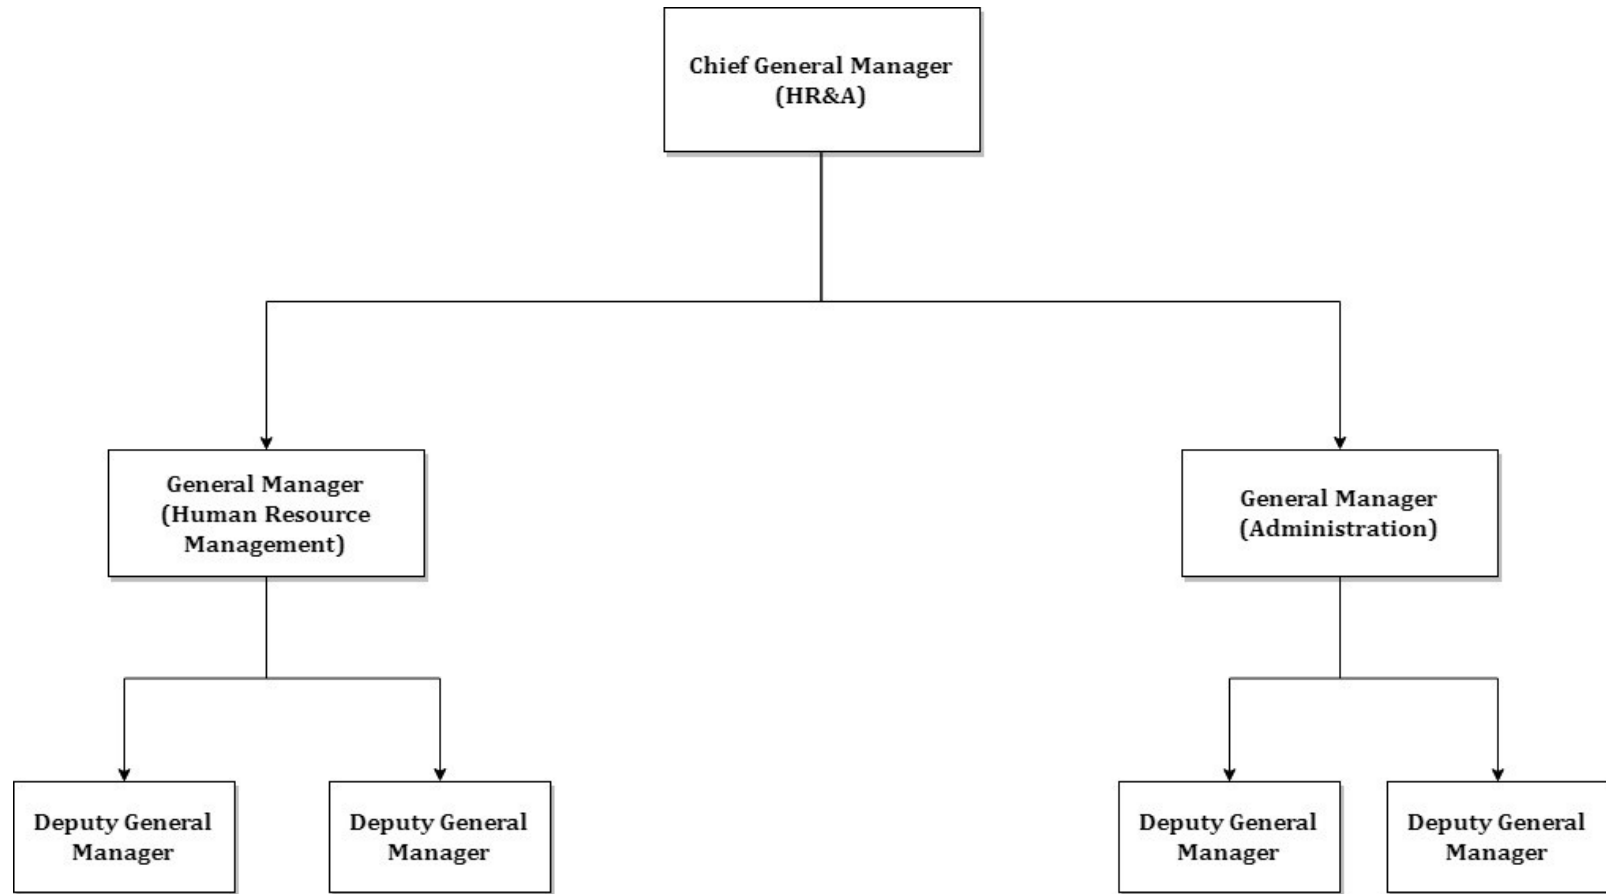 Chief General Manager
(HR&A)
General Manager
(Human Resource
Management)
General Manager
(Administration)
Deputy General
Manager
Deputy General
Manager
Deputy General
Manager
Deputy General
Manager